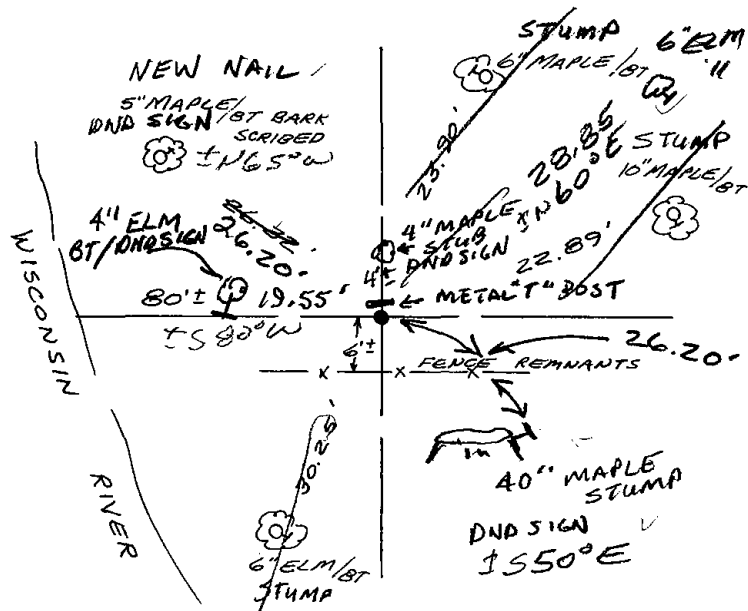 NEW NAIL
5" MAPLE/
DND SIGN/BT BARK
SCRIBED
±N65°W
STUMP
6" MAPLE/BT
6" ELM
23.90'
28.85
±N60°E
STUMP
10" MAPLE/BT
22.89'
4" MAPLE
STUB
DND SIGN
4'±
METAL "T" POST
4" ELM
BT/DND SIGN
26.20'
80'±
19.55'
±S80°W
WISCONSIN
RIVER
6'±
26.20'
FENCE REMNANTS
x x x
40" MAPLE
STUMP
DND SIGN
±S50°E
30.25'
6" ELM/BT
STUMP